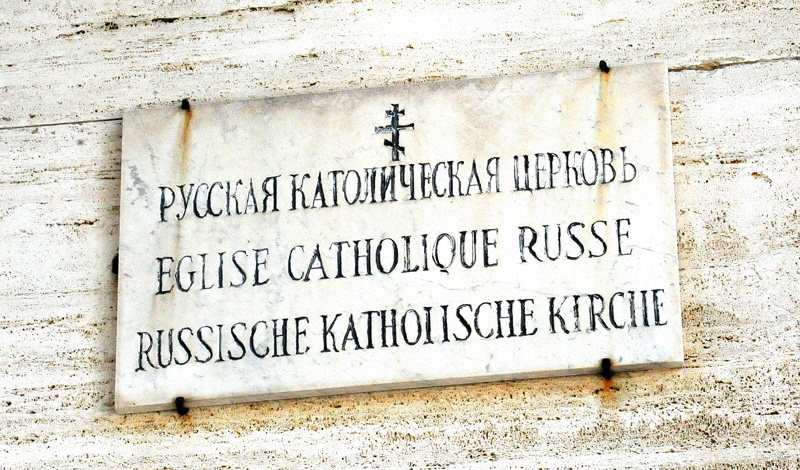 РУССКАЯ КАТОЛИЧЕСКАЯ ЦЕРКОВЬ
EGLISE CATHOLIQUE RUSSE
RUSSISCHE KATHOLISCHE KIRCHE